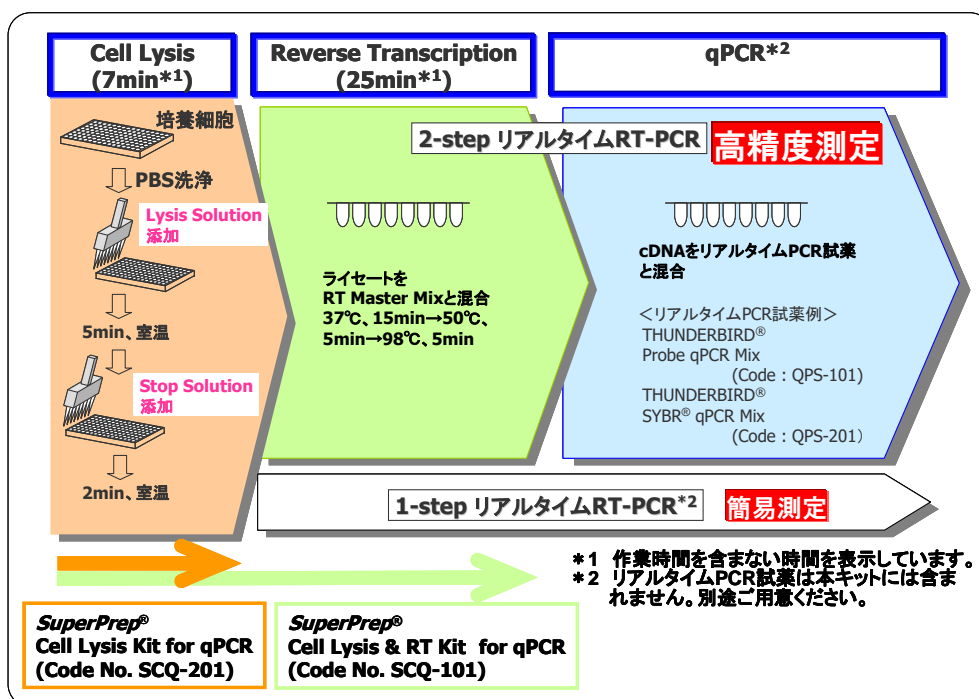 Cell Lysis
(7min*1)
Reverse Transcription
(25min*1)
qPCR*2
培養細胞
PBS洗浄
Lysis Solution
添加
5min、室温
Stop Solution
添加
2min、室温
2-step リアルタイムRT-PCR
高精度測定
ライセートを
RT Master Mixと混合
37℃、15min→50℃、
5min→98℃、5min
cDNAをリアルタイムPCR試薬
と混合
＜リアルタイムPCR試薬例＞
THUNDERBIRD®
Probe qPCR Mix
(Code : QPS-101)
THUNDERBIRD®
SYBR® qPCR Mix
(Code : QPS-201）
1-step リアルタイムRT-PCR*2
簡易測定
*1 作業時間を含まない時間を表示しています。
*2 リアルタイムPCR試薬は本キットには含ま
れません。別途ご用意ください。
SuperPrep®
Cell Lysis Kit for qPCR
(Code No. SCQ-201)
SuperPrep®
Cell Lysis & RT Kit for qPCR
(Code No. SCQ-101)